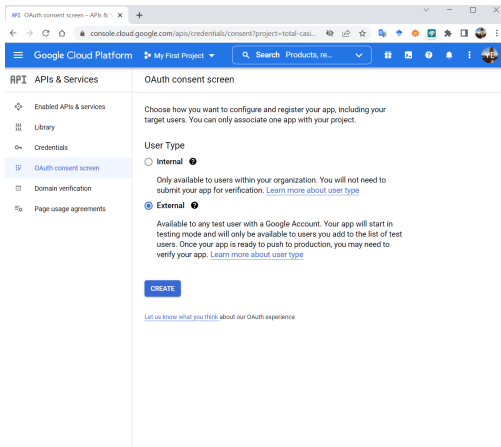 OAuth consent screen – APIs & S
console.cloud.google.com/apis/credentials/consent?project=total-casi...
Google Cloud Platform
My First Project
Search Products, re...
API APIs & Services
OAuth consent screen
Enabled APIs & services
Library
Credentials
OAuth consent screen
Domain verification
Page usage agreements
Choose how you want to configure and register your app, including your
target users. You can only associate one app with your project.
User Type
Internal
Only available to users within your organization. You will not need to
submit your app for verification. Learn more about user type
External
Available to any test user with a Google Account. Your app will start in
testing mode and will only be available to users you add to the list of test
users. Once your app is ready to push to production, you may need to
verify your app. Learn more about user type
CREATE
Let us know what you think about our OAuth experience